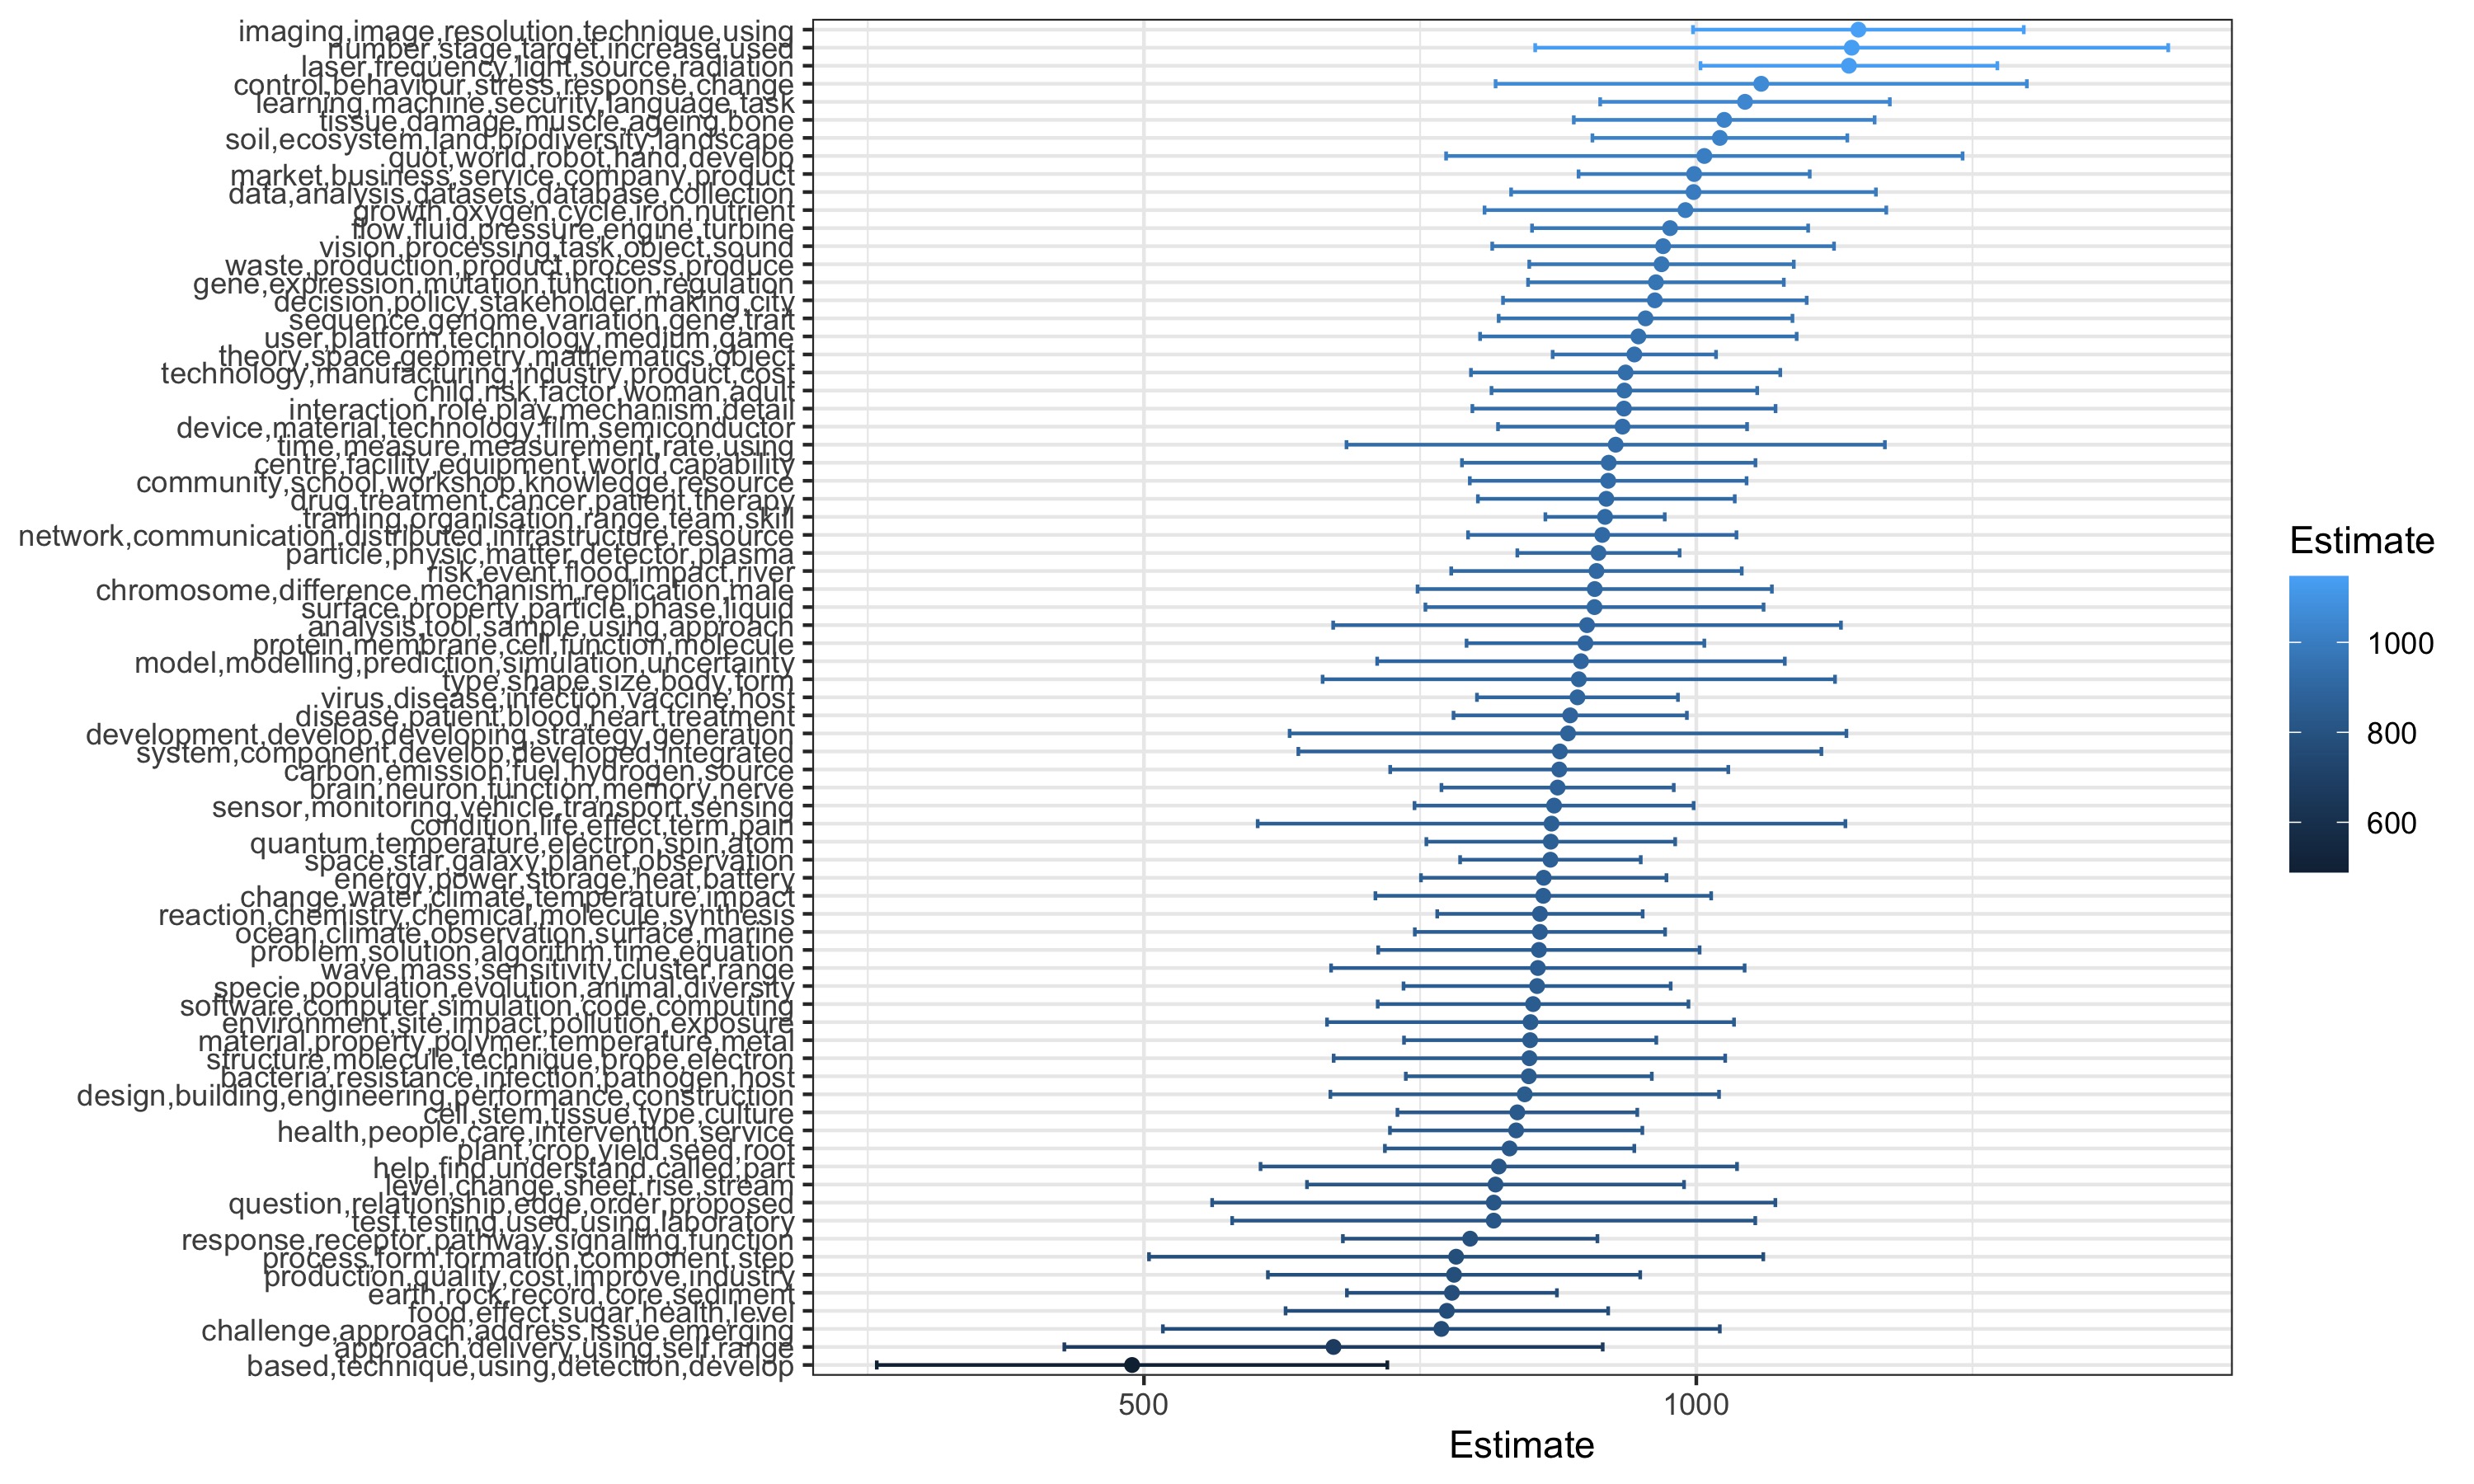 imaging,image,resolution,technique,using
number,stage,target,increase,used
laser,frequency,light,source,radiation
control,behaviour,stress,response,change
learning,machine,security,language,task
tissue,damage,muscle,ageing,bone
soil,ecosystem,land,biodiversity,landscape
quot,world,robot,hand,develop
market,business,service,company,product
data,analysis,datasets,database,collection
growth,oxygen,cycle,iron,nutrient
flow,fluid,pressure,engine,turbine
vision,processing,task,object,sound
waste,production,product,process,produce
gene,expression,mutation,function,regulation
decision,policy,stakeholder,making,city
sequence,genome,variation,gene,trait
user,platform,technology,medium,game
theory,space,geometry,mathematics,object
technology,manufacturing,industry,product,cost
child,risk,factor,woman,adult
interaction,role,play,mechanism,detail
device,material,technology,film,semiconductor
time,measure,measurement,rate,using
centre,facility,equipment,world,capability
community,school,workshop,knowledge,resource
drug,treatment,cancer,patient,therapy
training,organisation,range,team,skill
network,communication,distributed,infrastructure,resource
particle,physic,matter,detector,plasma
risk,event,flood,impact,river
chromosome,difference,mechanism,replication,male
surface,property,particle,phase,liquid
analysis,tool,sample,using,approach
protein,membrane,cell,function,molecule
model,modelling,prediction,simulation,uncertainty
type,shape,size,body,form
virus,disease,infection,vaccine,host
disease,patient,blood,heart,treatment
development,develop,developing,strategy,generation
system,component,develop,developed,integrated
carbon,emission,fuel,hydrogen,source
brain,neuron,function,memory,nerve
sensor,monitoring,vehicle,transport,sensing
condition,life,effect,term,pain
quantum,temperature,electron,spin,atom
space,star,galaxy,planet,observation
energy,power,storage,heat,battery
change,water,climate,temperature,impact
reaction,chemistry,chemical,molecule,synthesis
ocean,climate,observation,surface,marine
problem,solution,algorithm,time,equation
wave,mass,sensitivity,cluster,range
specie,population,evolution,animal,diversity
software,computer,simulation,code,computing
environment,site,impact,pollution,exposure
material,property,polymer,temperature,metal
structure,molecule,technique,probe,electron
bacteria,resistance,infection,pathogen,host
design,building,engineering,performance,construction
cell,stem,tissue,type,culture
health,people,care,intervention,service
plant,crop,yield,seed,root
help,find,understand,called,part
level,change,sheet,rise,stream
question,relationship,edge,order,proposed
test,testing,used,using,laboratory
response,receptor,pathway,signalling,function
process,form,formation,component,step
production,quality,cost,improve,industry
earth,rock,record,core,sediment
food,effect,sugar,health,level
challenge,approach,address,issue,emerging
approach,delivery,using,self,range
based,technique,using,detection,develop
500 1000
Estimate
Estimate
1000
800
600